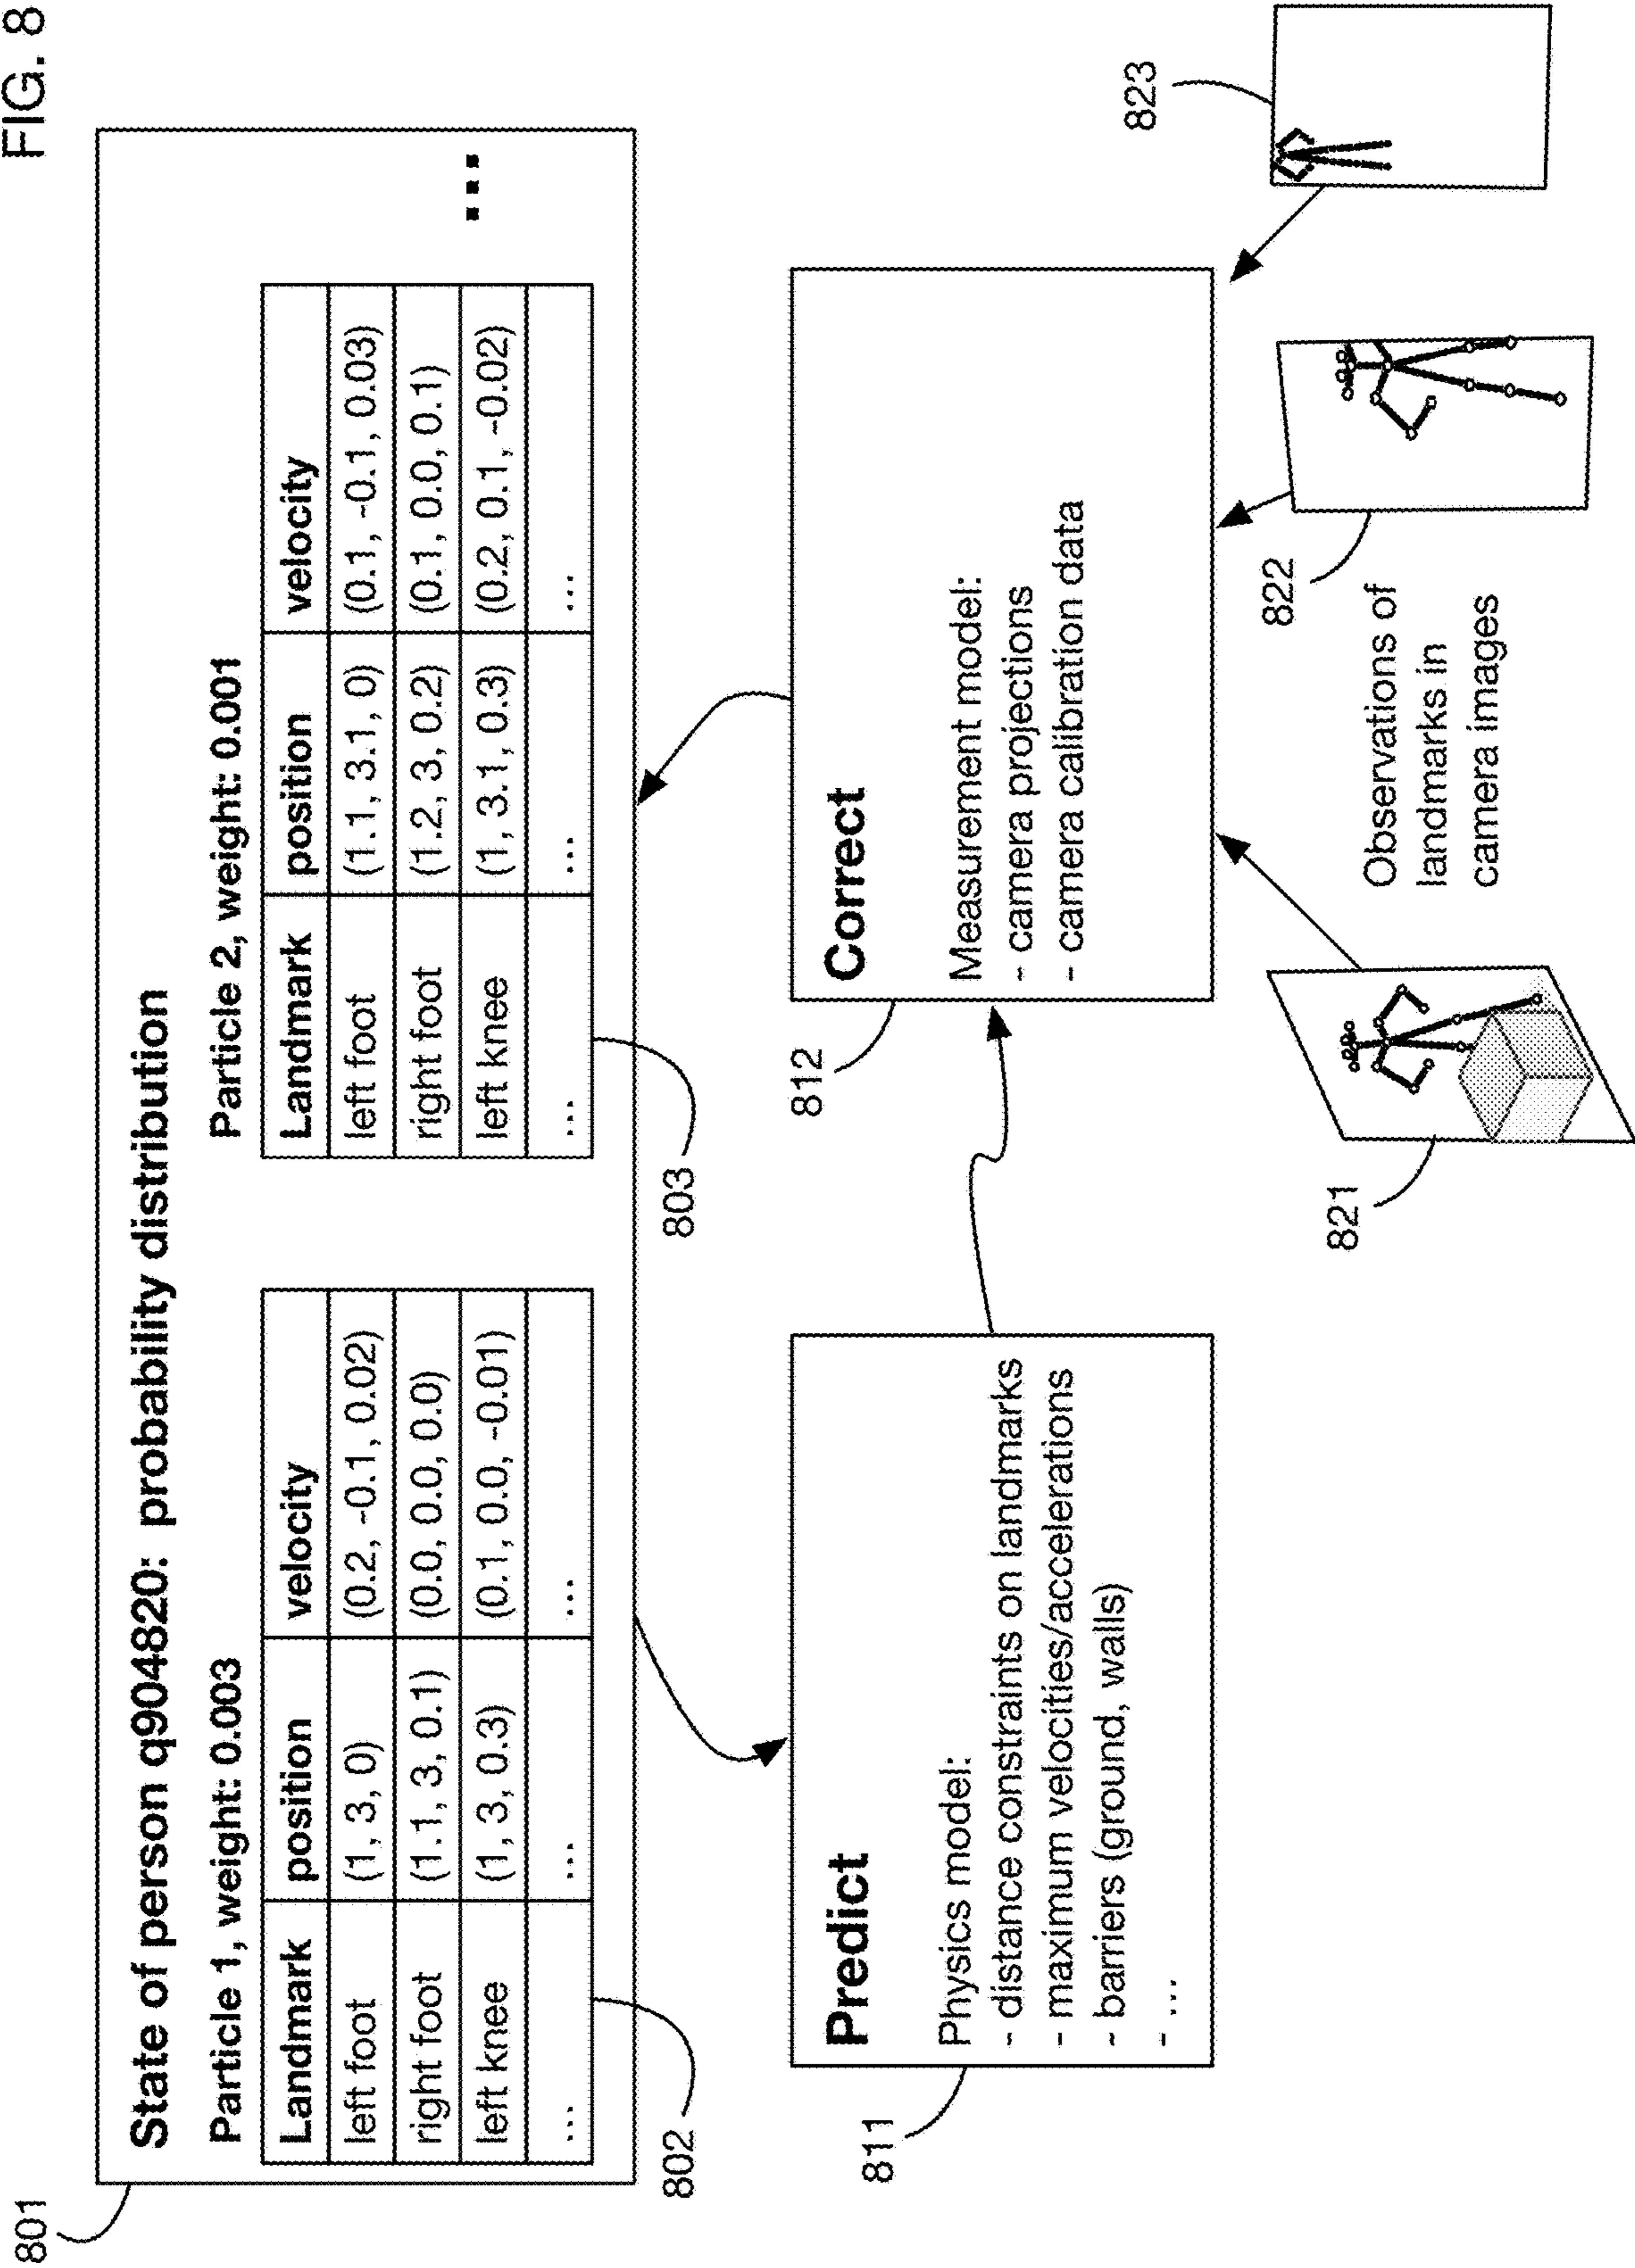 FIG. 8
801
State of person q904820: probability distribution
Particle 1, weight: 0.003
Landmark position velocity
left foot (1, 3, 0) (0.2, -0.1, 0.02)
right foot (1.1, 3, 0.1) (0.0, 0.0, 0.0)
left knee (1, 3, 0.3) (0.1, 0.0, -0.01)
... ... ...
802
Particle 2, weight: 0.001
Landmark position velocity
left foot (1.1, 3.1, 0) (0.1, -0.1, 0.03)
right foot (1.2, 3, 0.2) (0.1, 0.0, 0.1)
left knee (1, 3.1, 0.3) (0.2, 0.1, -0.02)
... ... ...
803
...
811
Predict
Physics model:
- distance constraints on landmarks
- maximum velocities/accelerations
- barriers (ground, walls)
- ...
812
Correct
Measurement model:
- camera projections
- camera calibration data
821
Observations of
landmarks in
camera images
822
823